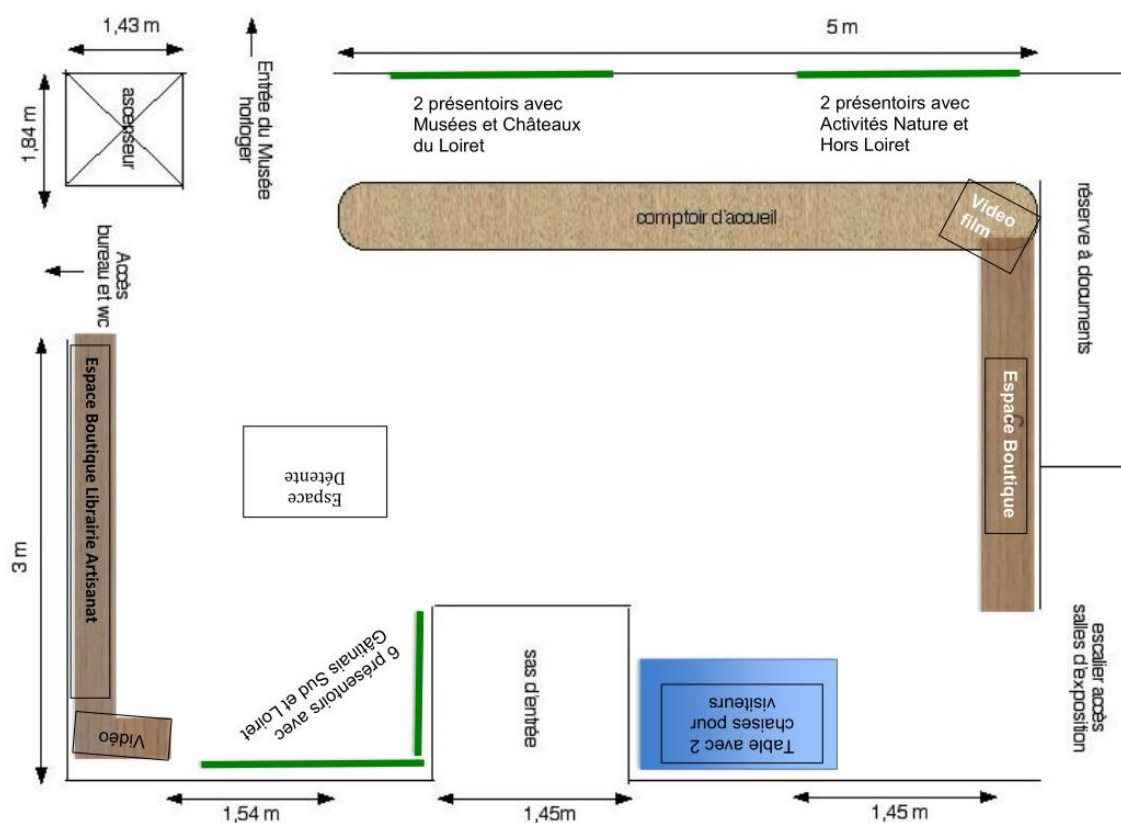 1,43 m
5 m
Entrée du Musée
horloger
1,84 m
ascenseur
2 présentoirs avec
Musées et Châteaux
du Loiret
2 présentoirs avec
Activités Nature et
Hors Loiret
comptoir d'accueil
Video
film
réserve à documents
Accès
bureau et wc
Espace Boutique Librairie Artisanat
Espace Boutique
Espace
Détente
3 m
6 présentoirs avec
Gâtinais Sud et Loiret
sas d'entrée
Table avec 2
chaises pour
visiteurs
escalier accès
salles d'exposition
Vidéo
1,54 m
1,45m
1,45 m